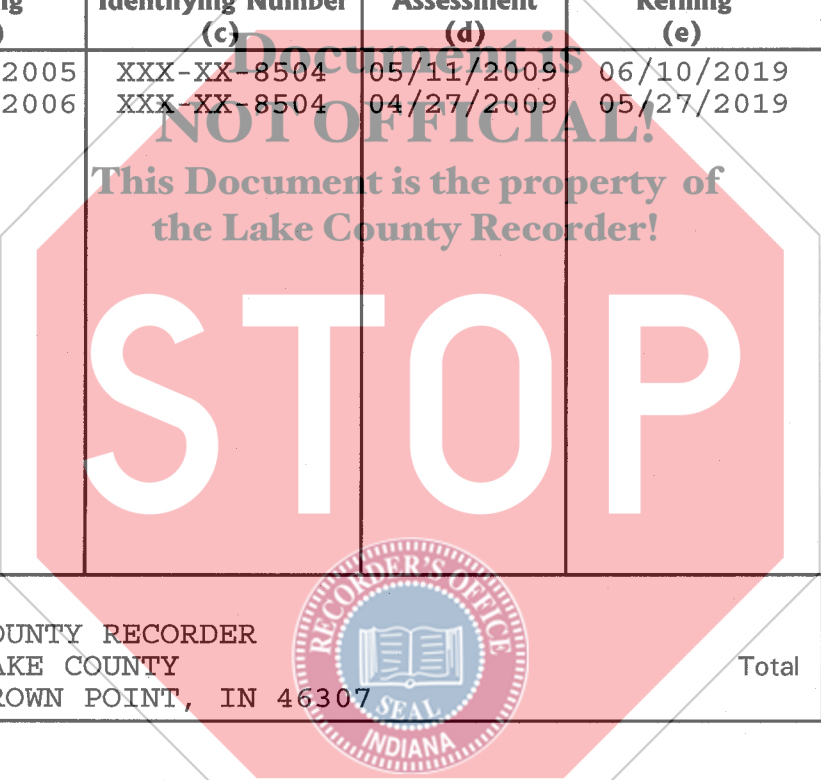 Identifying Number Assessment Refiling
(c) (d) (e)
Document is
2005 XXX-XX-8504 05/11/2009 06/10/2019
2006 XXX-XX-8504 04/27/2009 05/27/2019
NOT OFFICIAL!
This Document is the property of
the Lake County Recorder!
STOP
OUNTY RECORDER
AKE COUNTY
ROWN POINT, IN 46307
Total
RECORDER'S OFFICE
SEAL
INDIANA